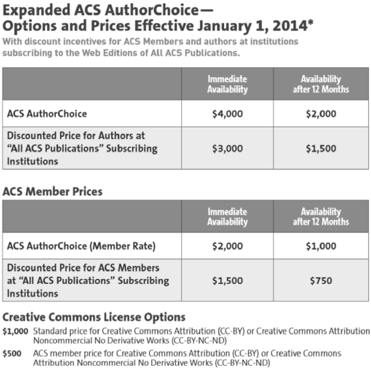 Expanded ACS AuthorChoice—
Options and Prices Effective January 1, 2014*
With discount incentives for ACS Members and authors at institutions
subscribing to the Web Editions of All ACS Publications.
Immediate Availability
Availability after 12 Months
ACS AuthorChoice $4,000 $2,000
Discounted Price for Authors at
"All ACS Publications" Subscribing $3,000 $1,500
Institutions
ACS Member Prices
Immediate Availability
Availability after 12 Months
ACS AuthorChoice (Member Rate) $2,000 $1,000
Discounted Price for ACS Members
at "All ACS Publications" Subscribing $1,500 $750
Institutions
Creative Commons License Options
$1,000 Standard price for Creative Commons Attribution (CC-BY) or Creative Commons Attribution
Noncommercial No Derivative Works (CC-BY-NC-ND)
$500 ACS member price for Creative Commons Attribution (CC-BY) or Creative Commons
Attribution Noncommercial No Derivative Works (CC-BY-NC-ND)